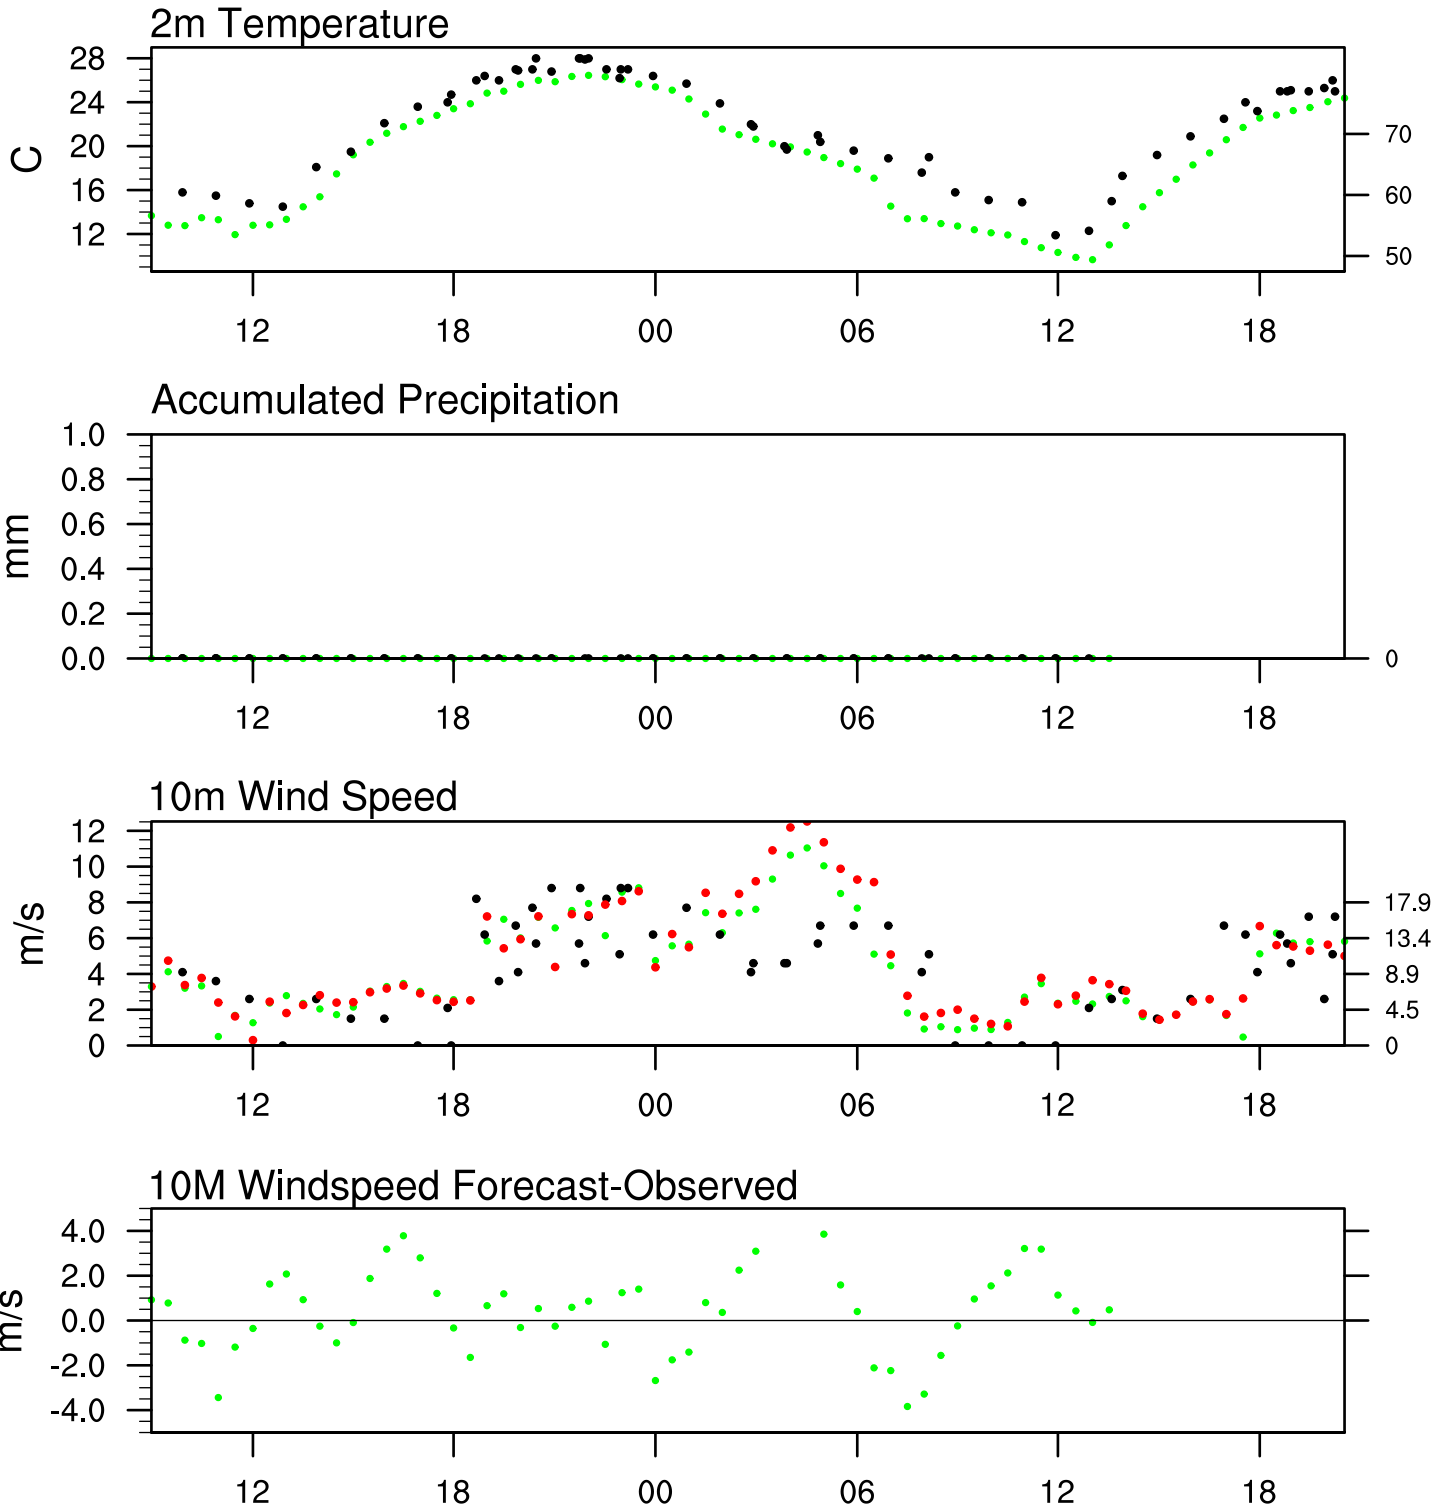 2m Temperature
28
24
20
16
12
C
70
60
50
12 18 00 06 12 18
Accumulated Precipitation
1.0
0.8
0.6
0.4
0.2
0.0
mm
0
12 18 00 06 12 18
10m Wind Speed
12
10
8
6
4
2
0
m/s
17.9
13.4
8.9
4.5
0
12 18 00 06 12 18
10M Windspeed Forecast-Observed
4.0
2.0
0.0
-2.0
-4.0
m/s
12 18 00 06 12 18